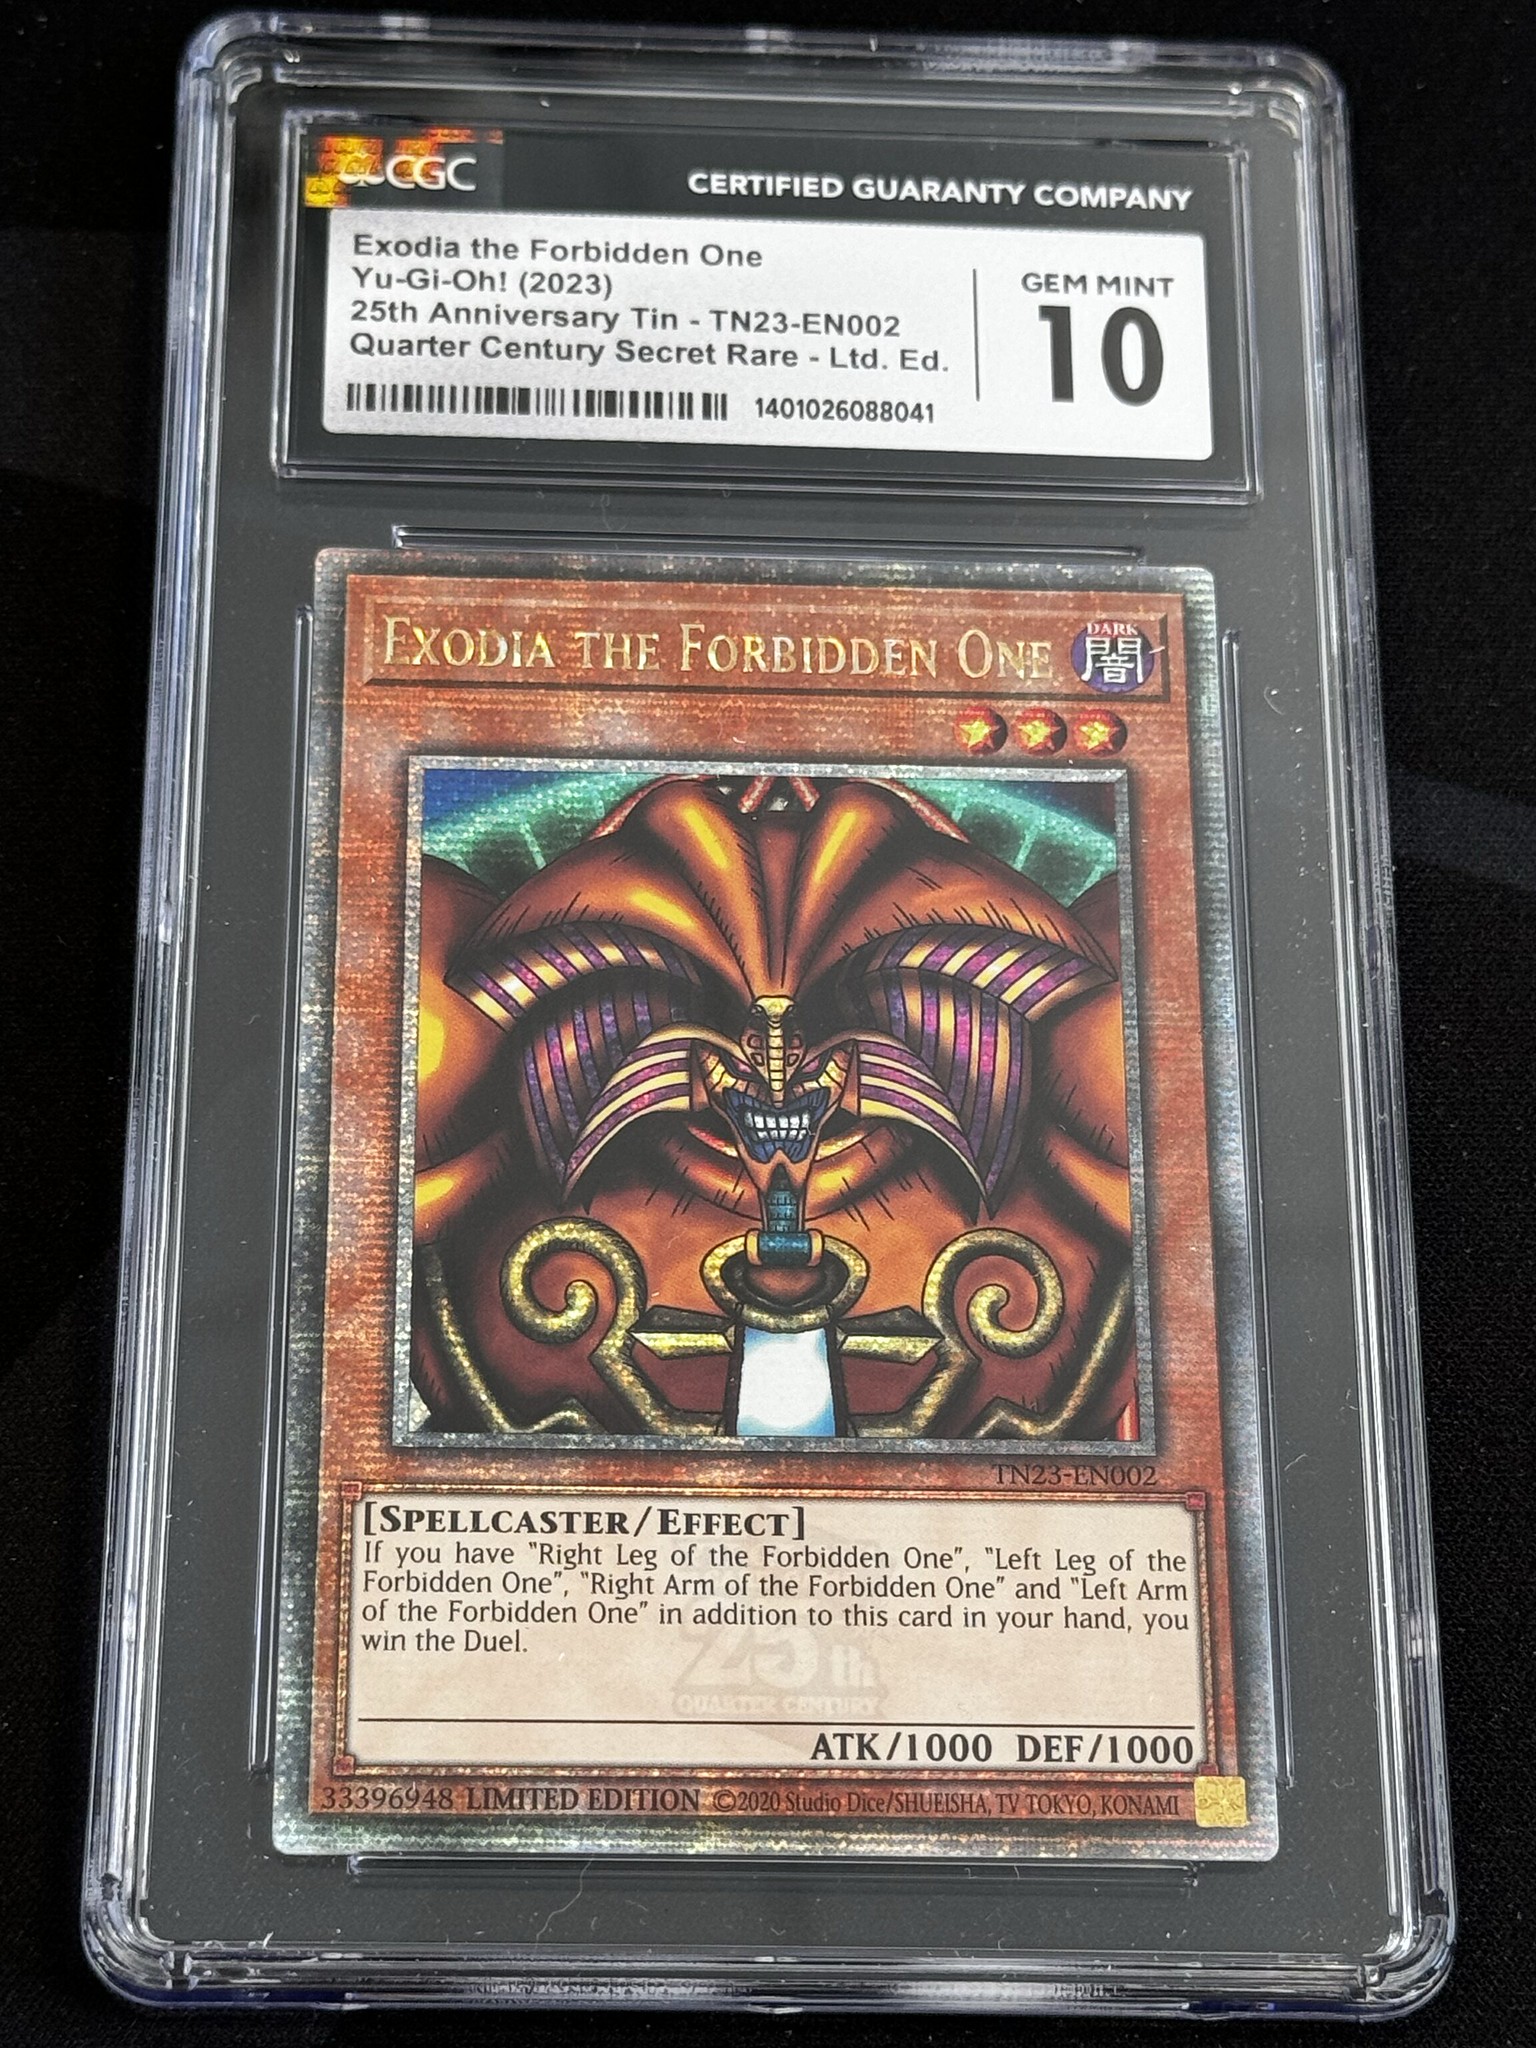 CGC
CERTIFIED GUARANTY COMPANY
Exodia the Forbidden One
Yu-Gi-Oh! (2023)
25th Anniversary Tin - TN23-EN002
Quarter Century Secret Rare - Ltd. Ed.
1401026088041
GEM MINT
10
EXODIA THE FORBIDDEN ONE
DARK
闇
TN23-EN002
[SPELLCASTER/EFFECT]
If you have "Right Leg of the Forbidden One", "Left Leg of the
Forbidden One", "Right Arm of the Forbidden One" and "Left Arm
of the Forbidden One" in addition to this card in your hand, you
win the Duel.
25th
QUARTER CENTURY
ATK/1000 DEF/1000
33396948 LIMITED EDITION ©2020 Studio Dice/SHUEISHA, TV TOKYO, KONAMI